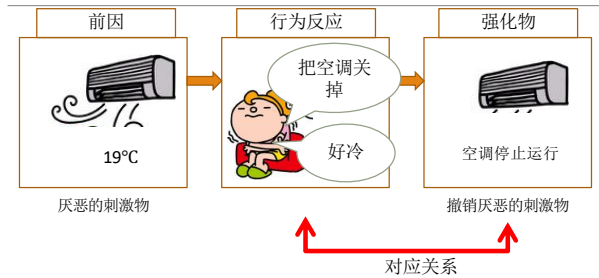 前因
行为反应
强化物
把空调关
掉
好冷
19℃
空调停止运行
厌恶的刺激物
撤销厌恶的刺激物
对应关系